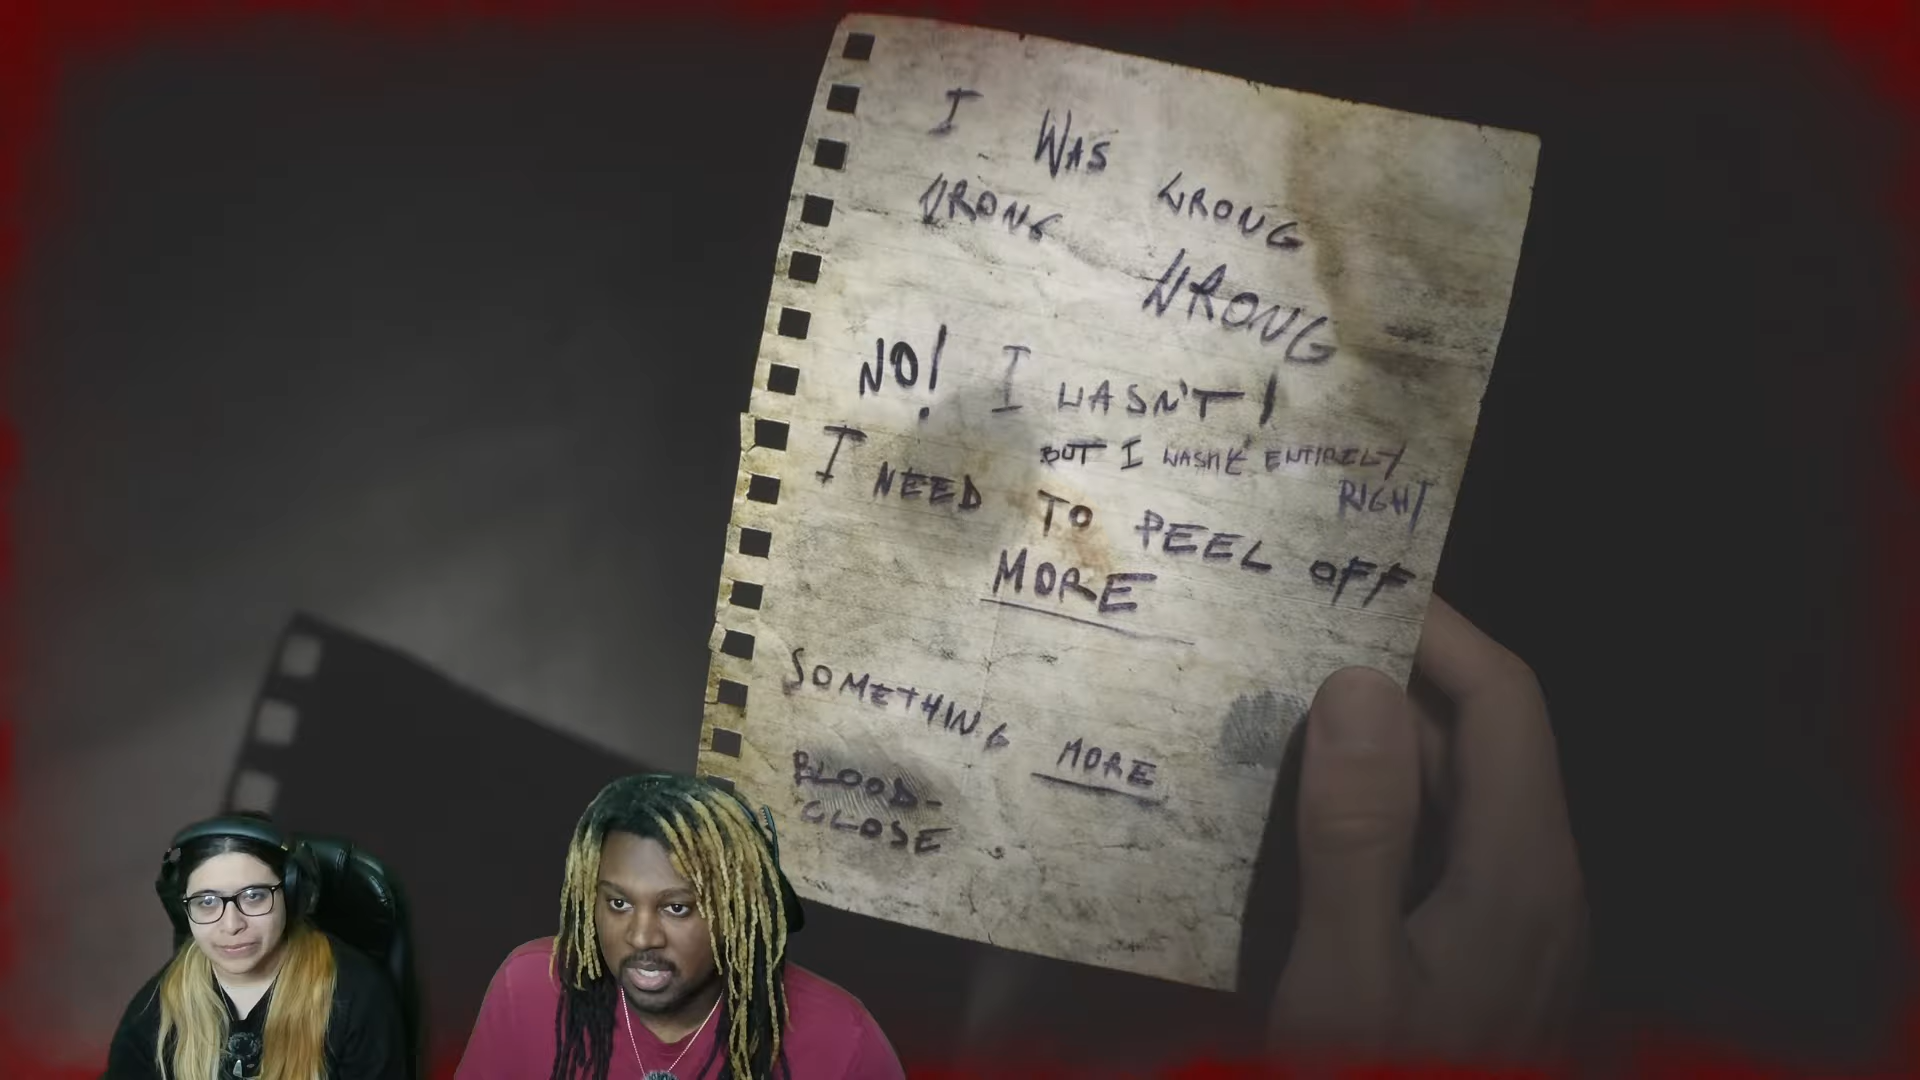 I WAS WRONG
WRONG
WRONG
NO! I WASN'T!
BUT I WASN'T ENTIRELY
RIGHT
I NEED TO PEEL OFF
MORE
SOMETHING MORE
BLOOD-
CLOSE.